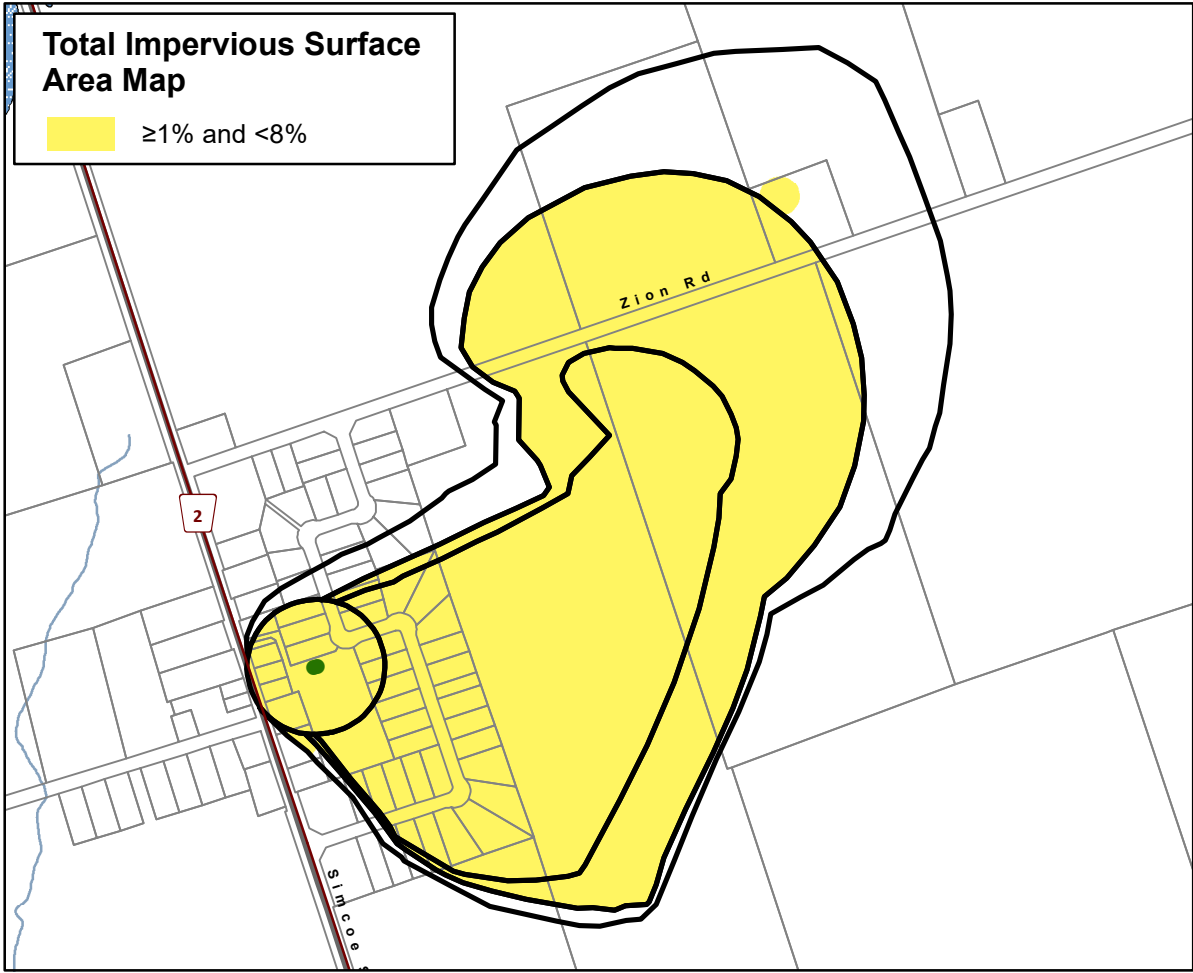 Total Impervious Surface
Area Map
≥1% and <8%
Zion Rd
2
Simcoe